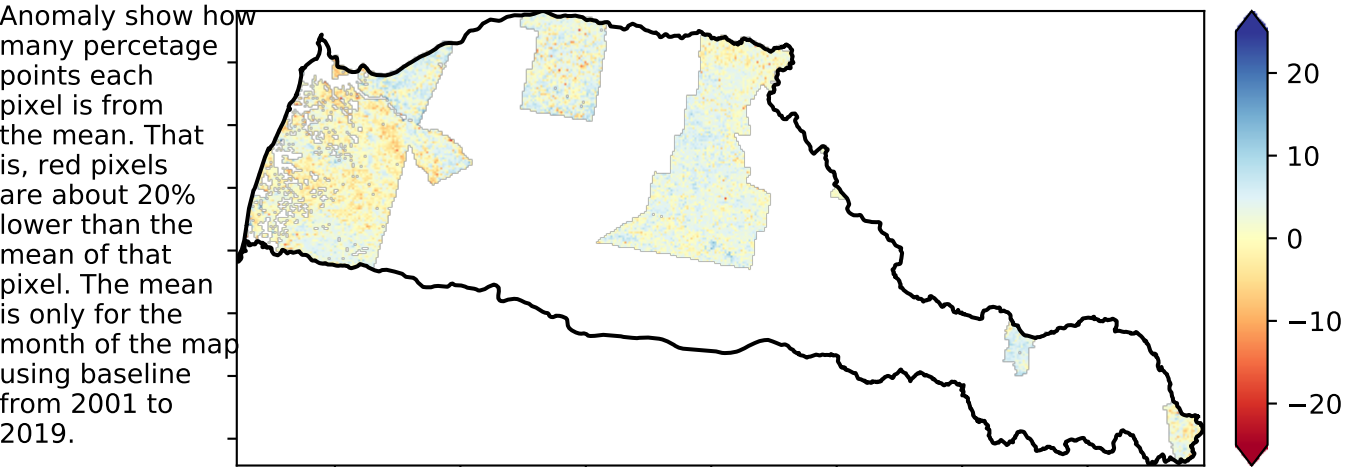 Anomaly show how
many percetage
points each
pixel is from
the mean. That
is, red pixels
are about 20%
lower than the
mean of that
pixel. The mean
is only for the
month of the map
using baseline
from 2001 to
2019.
20
10
0
−10
−20